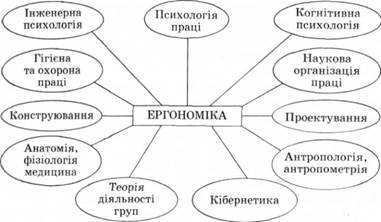 Інженерна
психологія
Психологія
праці
Когнітивна
психологія
Гігієна
та охорона
праці
Наукова
організація
праці
Конструювання
ЕРГОНОМІКА
Проектування
Анатомія,
фізіологія
медицина
Антропологія,
антропометрія
Теорія
діяльності
груп
Кібернетика